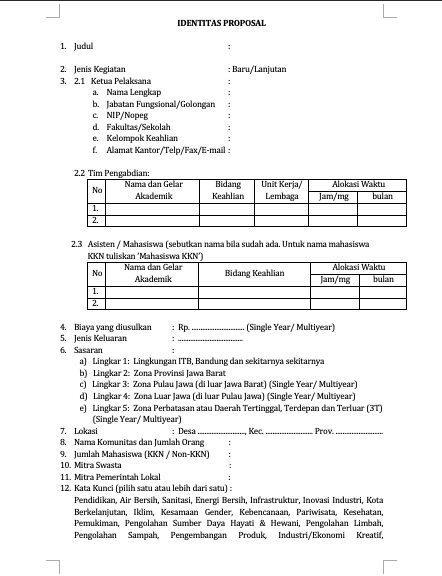 IDENTITAS PROPOSAL
1. Judul :
2. Jenis Kegiatan : Baru/Lanjutan
3. 2.1 Ketua Pelaksana :
a. Nama Lengkap :
b. Jabatan Fungsional/Golongan :
c. NIP/Nopeg :
d. Fakultas/Sekolah :
e. Kelompok Keahlian :
f. Alamat Kantor/Telp/Fax/E-mail :
2.2 Tim Pengabdian:
No Nama dan Gelar Akademik Bidang Keahlian Unit Kerja/ Lembaga Alokasi Waktu
Jam/mg bulan
1.
2.
2.3 Asisten / Mahasiswa (sebutkan nama bila sudah ada. Untuk nama mahasiswa
KKN tuliskan 'Mahasiswa KKN')
No Nama dan Gelar Akademik Bidang Keahlian Alokasi Waktu
Jam/mg bulan
1.
2.
4. Biaya yang diusulkan : Rp. ........................ (Single Year/ Multiyear)
5. Jenis Keluaran : .............................
6. Sasaran :
a) Lingkar 1: Lingkungan ITB, Bandung dan sekitarnya sekitarnya
b) Lingkar 2: Zona Provinsi Jawa Barat
c) Lingkar 3: Zona Pulau Jawa (di luar Jawa Barat) (Single Year/ Multiyear)
d) Lingkar 4: Zona Luar Jawa (di luar Pulau Jawa) (Single Year/ Multiyear)
e) Lingkar 5: Zona Perbatasan atau Daerah Tertinggal, Terdepan dan Terluar (3T)
(Single Year/ Multiyear)
7. Lokasi : Desa ....................., Kec. ..................... Prov. .....................
8. Nama Komunitas dan Jumlah Orang :
9. Jumlah Mahasiswa (KKN / Non-KKN) :
10. Mitra Swasta :
11. Mitra Pemerintah Lokal :
12. Kata Kunci (pilih satu atau lebih dari satu) :
Pendidikan, Air Bersih, Sanitasi, Energi Bersih, Infrastruktur, Inovasi Industri, Kota
Berkelanjutan, Iklim, Kesamaan Gender, Kebencanaan, Pariwisata, Kesehatan,
Pemukiman, Pengolahan Sumber Daya Hayati & Hewani, Pengolahan Limbah,
Pengolahan Sampah, Pengembangan Produk, Industri/Ekonomi Kreatif,